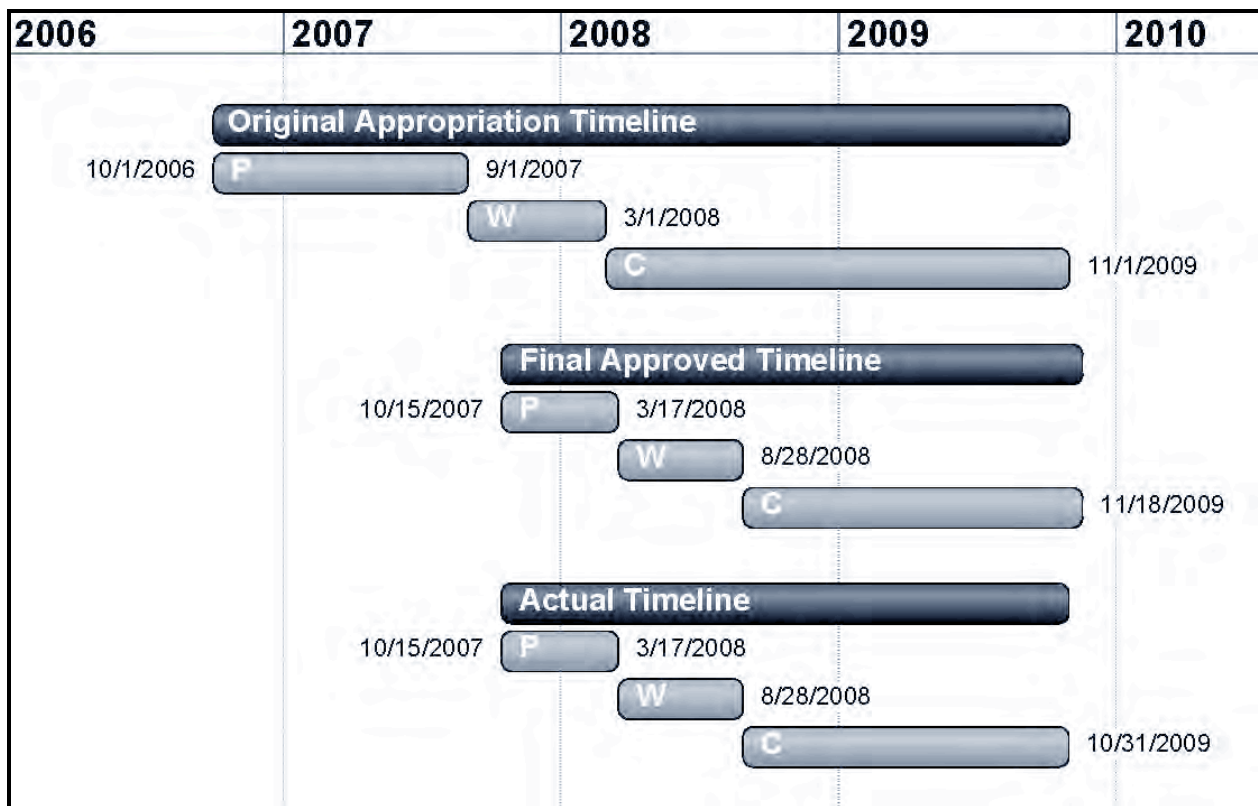 2006 2007 2008 2009 2010
Original Appropriation Timeline
10/1/2006 P 9/1/2007
W 3/1/2008
C 11/1/2009
Final Approved Timeline
10/15/2007 P 3/17/2008
W 8/28/2008
C 11/18/2009
Actual Timeline
10/15/2007 P 3/17/2008
W 8/28/2008
C 10/31/2009